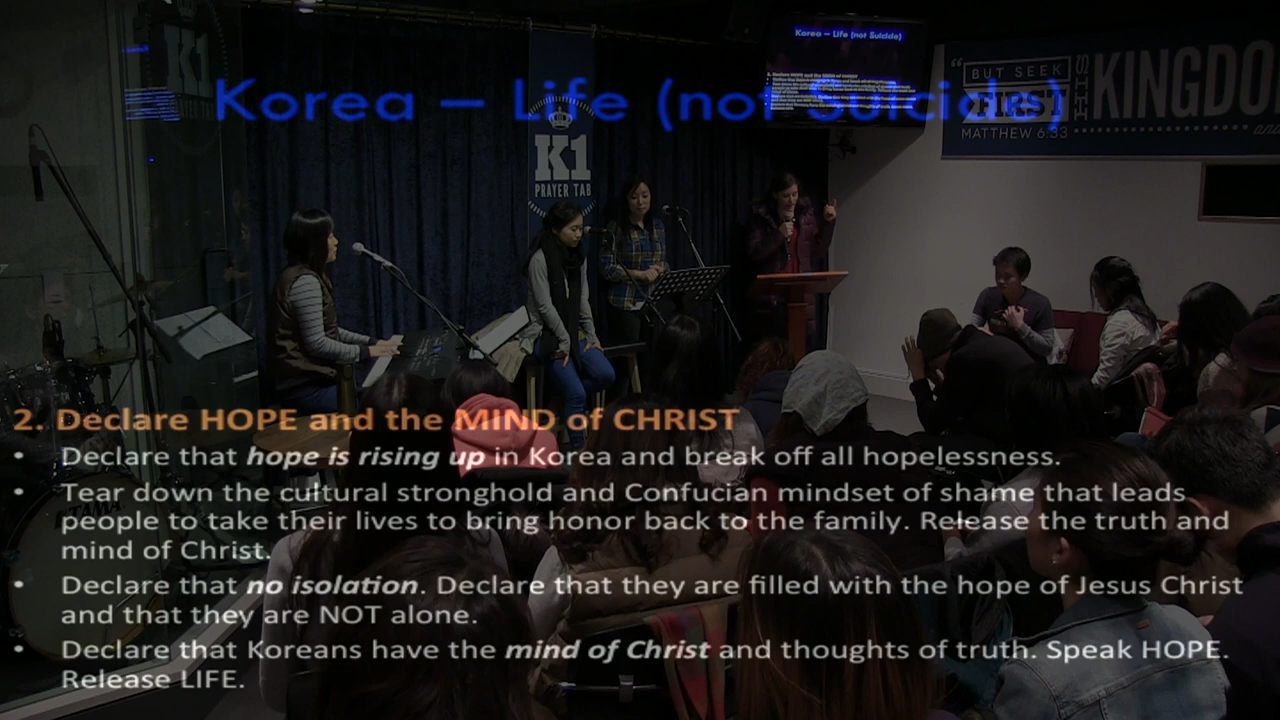 Korea – Life (not Suicide)
Korea – Life (not Suicide)
K1
PRAYER TAB
"BUT SEEK
FIRST
HIS
KINGDO
MATTHEW 6:33
2. Declare HOPE and the MIND of CHRIST
• Declare that hope is rising up in Korea and break off all hopelessness.
• Tear down the cultural stronghold and Confucian mindset of shame that leads
people to take their lives to bring honor back to the family. Release the truth and
mind of Christ.
• Declare that no isolation. Declare that they are filled with the hope of Jesus Christ
and that they are NOT alone.
• Declare that Koreans have the mind of Christ and thoughts of truth. Speak HOPE.
Release LIFE.
TAMA